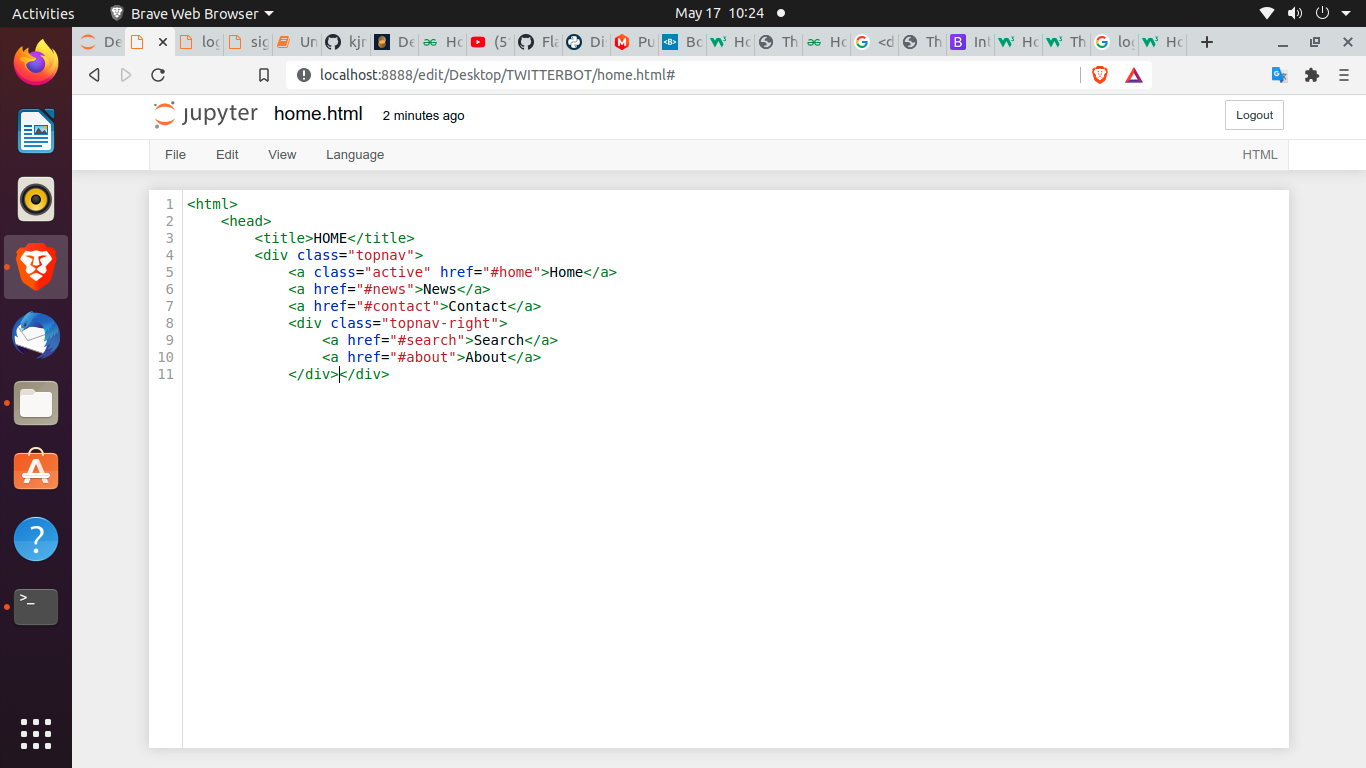 Activities Brave Web Browser May 17 10:24
De log sig Un kjr De Ho (5 Fla Di Pu Bo Ho Th Ho <d Th Int Ho Th log Ho
localhost:8888/edit/Desktop/TWITTERBOT/home.html#
jupyter home.html 2 minutes ago Logout
File Edit View Language HTML
1 <html>
2 <head>
3 <title>HOME</title>
4 <div class="topnav">
5 <a class="active" href="#home">Home</a>
6 <a href="#news">News</a>
7 <a href="#contact">Contact</a>
8 <div class="topnav-right">
9 <a href="#search">Search</a>
10 <a href="#about">About</a>
11 </div></div>